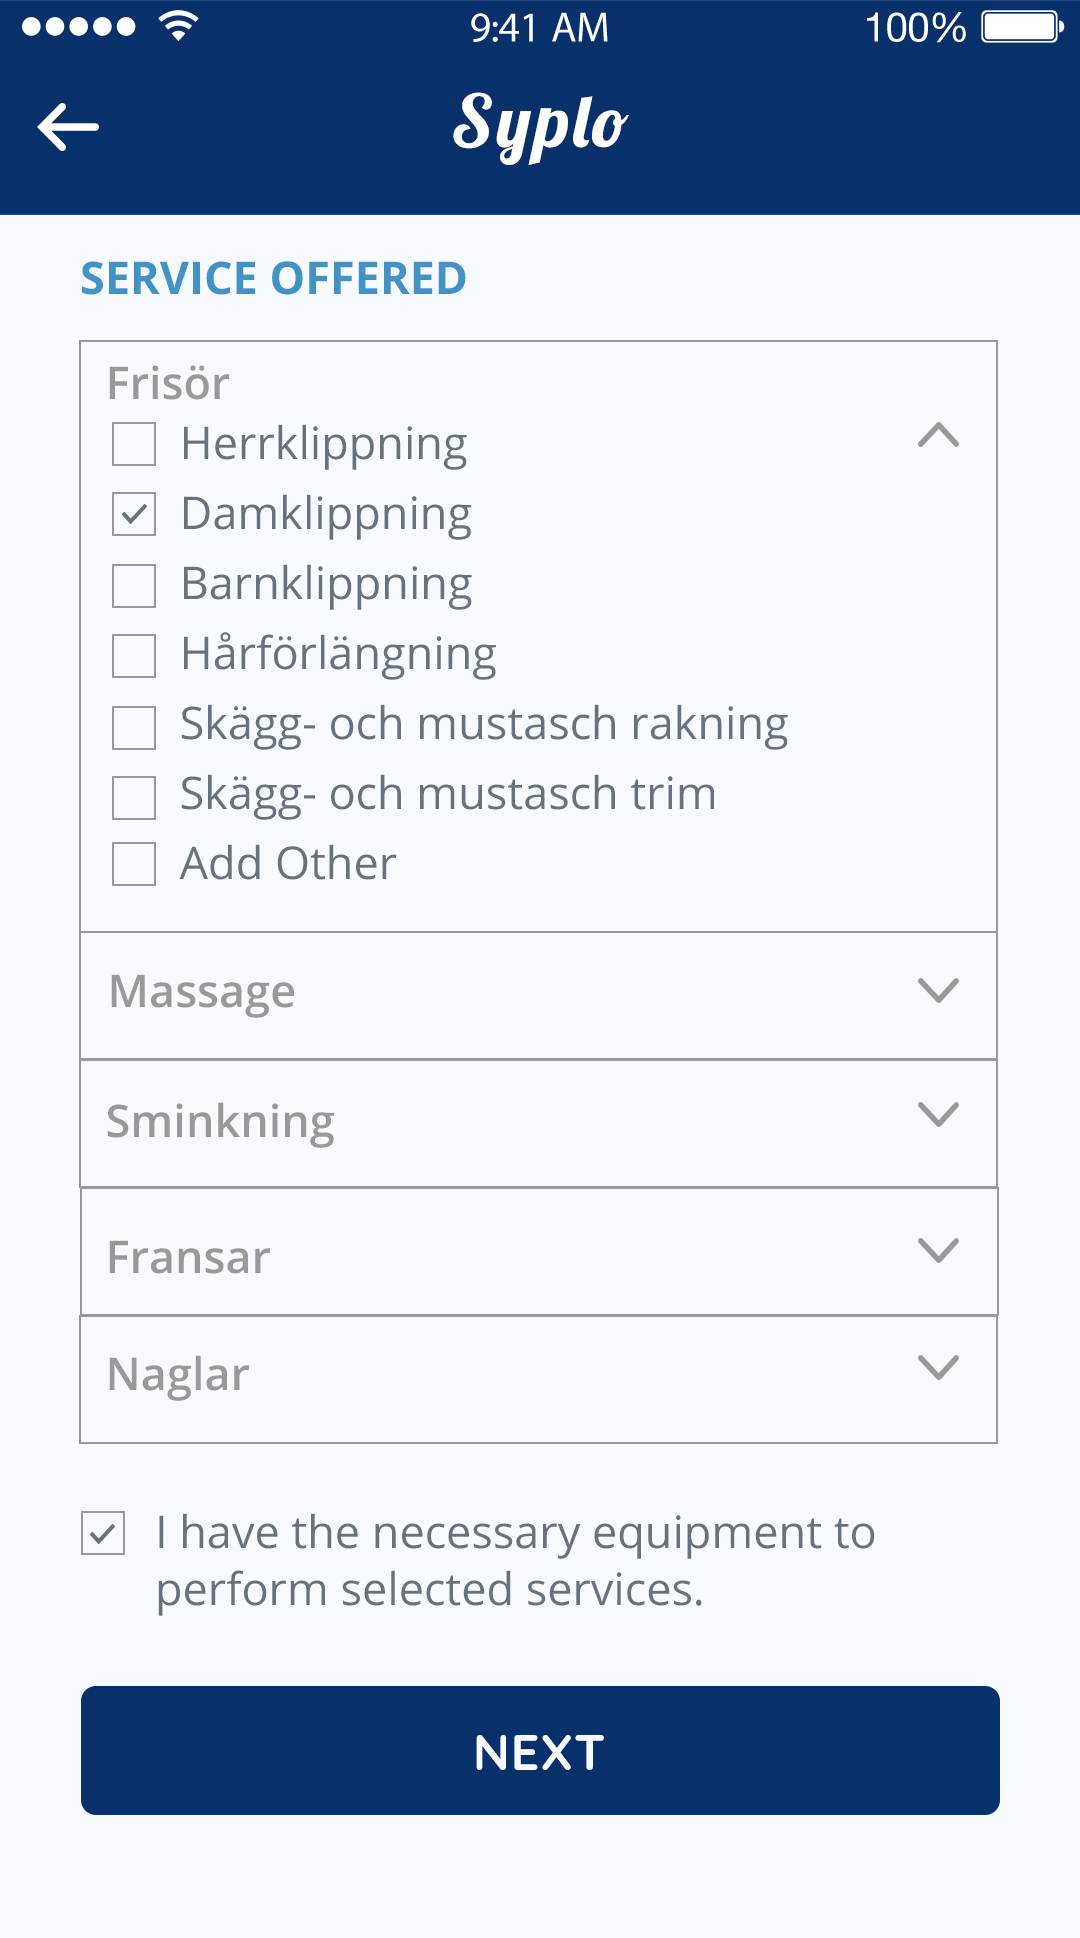 9:41 AM
100%
Syplo
SERVICE OFFERED
Frisör
Herrklippning
Damklippning
Barnklippning
Hårförlängning
Skägg- och mustasch rakning
Skägg- och mustasch trim
Add Other
Massage
Sminkning
Fransar
Naglar
I have the necessary equipment to
perform selected services.
NEXT